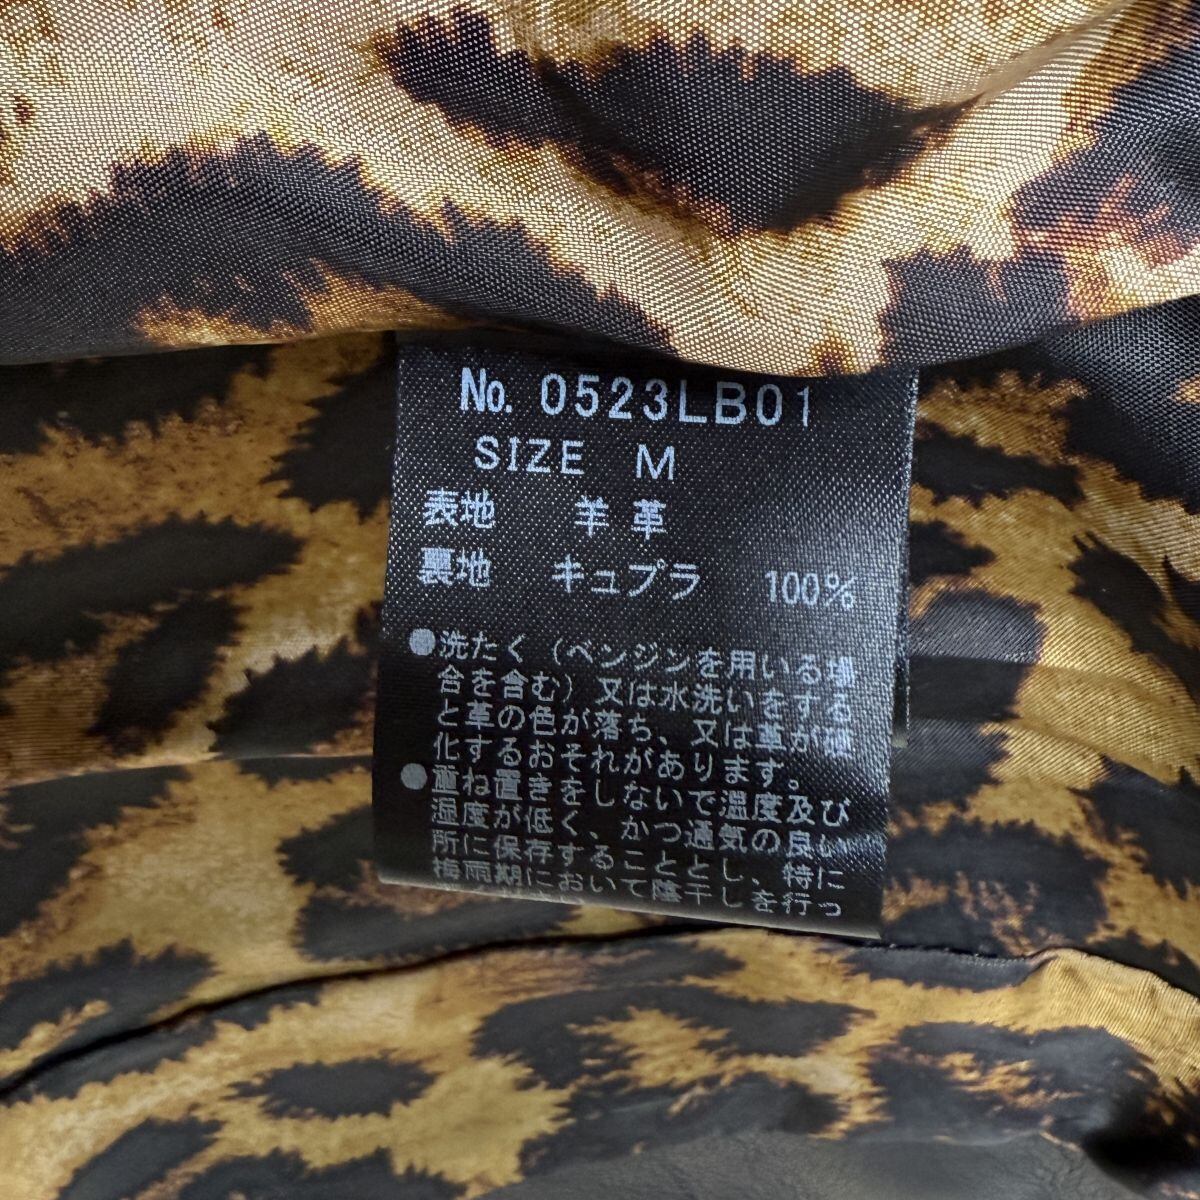 No. 0523LB01
SIZE M
表地 羊革
裏地 キュプラ 100%
●洗たく(ベンジンを用いる場
合を含む)又は水洗いをする
と革の色が落ち、又は革が硬
化するおそれがあります。
●重ね置きをしないで温度及び
湿度が低く、かつ通気の良い
所に保存することとし、特に
梅雨期において陰干しを行っ